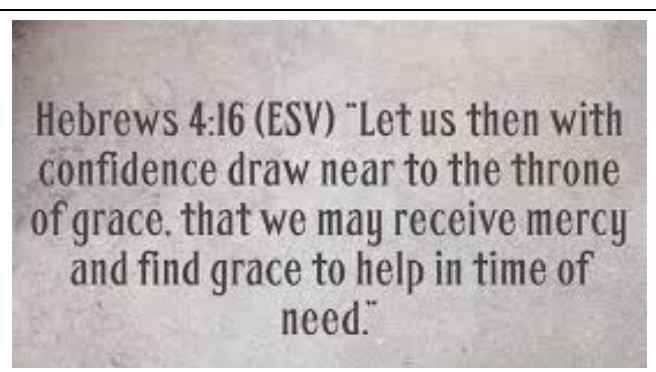 Hebrews 4:16 (ESV) "Let us then with
confidence draw near to the throne
of grace, that we may receive mercy
and find grace to help in time of
need."